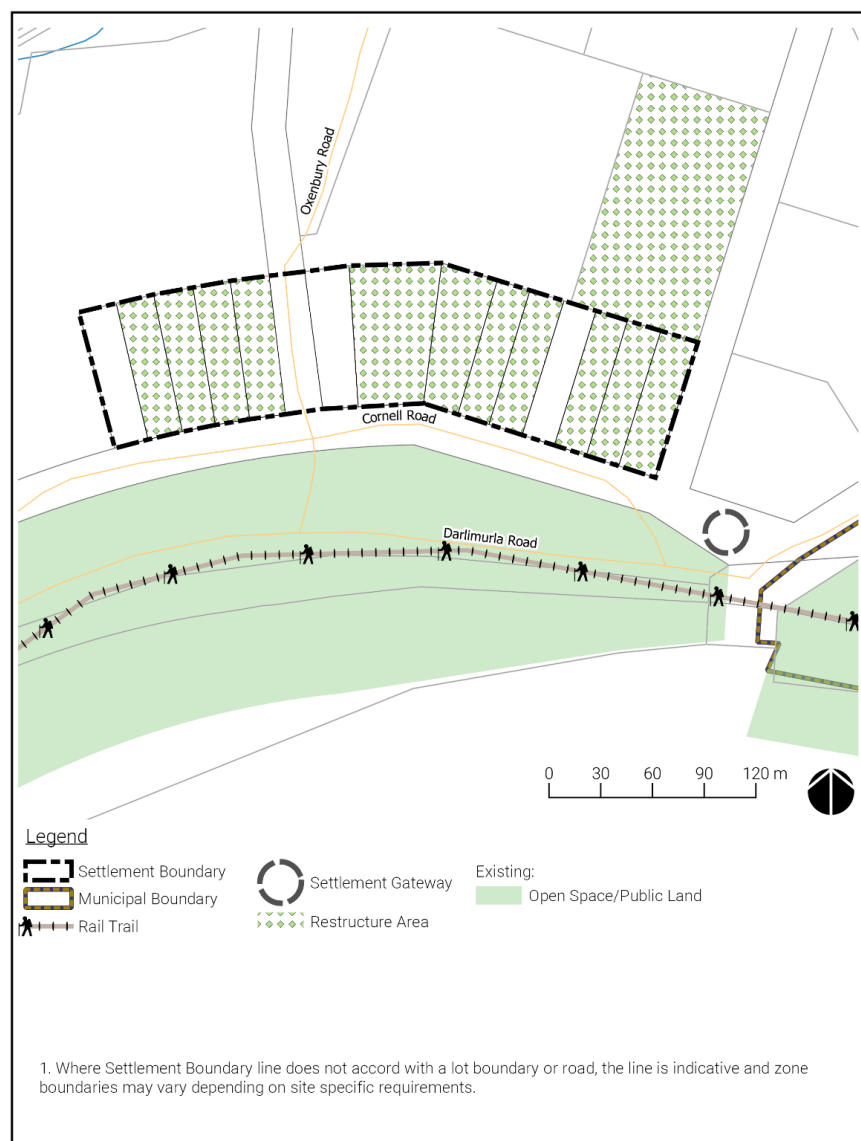 Oxenbury Road
Cornell Road
Darlimurla Road
0 30 60 90 120 m
Legend
Settlement Boundary
Municipal Boundary
Rail Trail
Settlement Gateway
Restructure Area
Existing:
Open Space/Public Land
1. Where Settlement Boundary line does not accord with a lot boundary or road, the line is indicative and zone
boundaries may vary depending on site specific requirements.